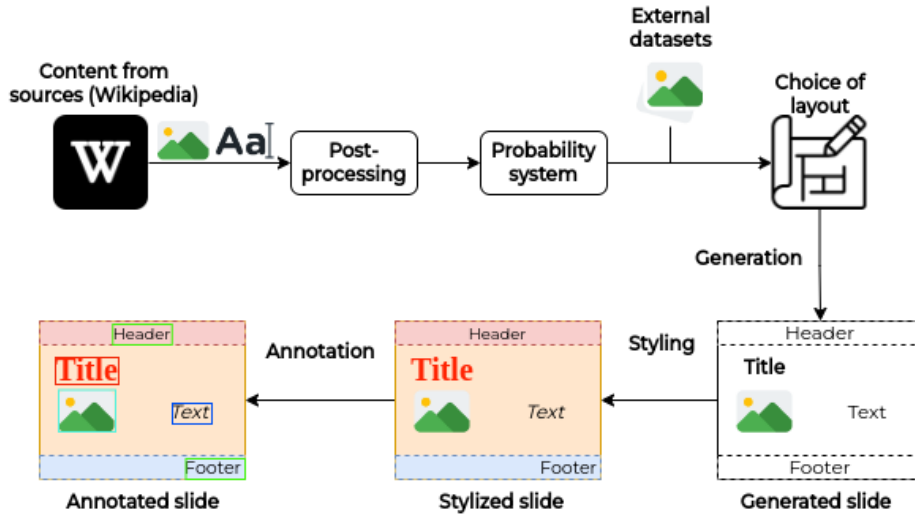 External
datasets
Content from
sources (Wikipedia)
Choice of
layout
W
Aa
Post-
processing
Probability
system
Generation
Header
Title
Text
Footer
Generated slide
Styling
Header
Title
Text
Footer
Stylized slide
Annotation
Header
Title
Text
Footer
Annotated slide